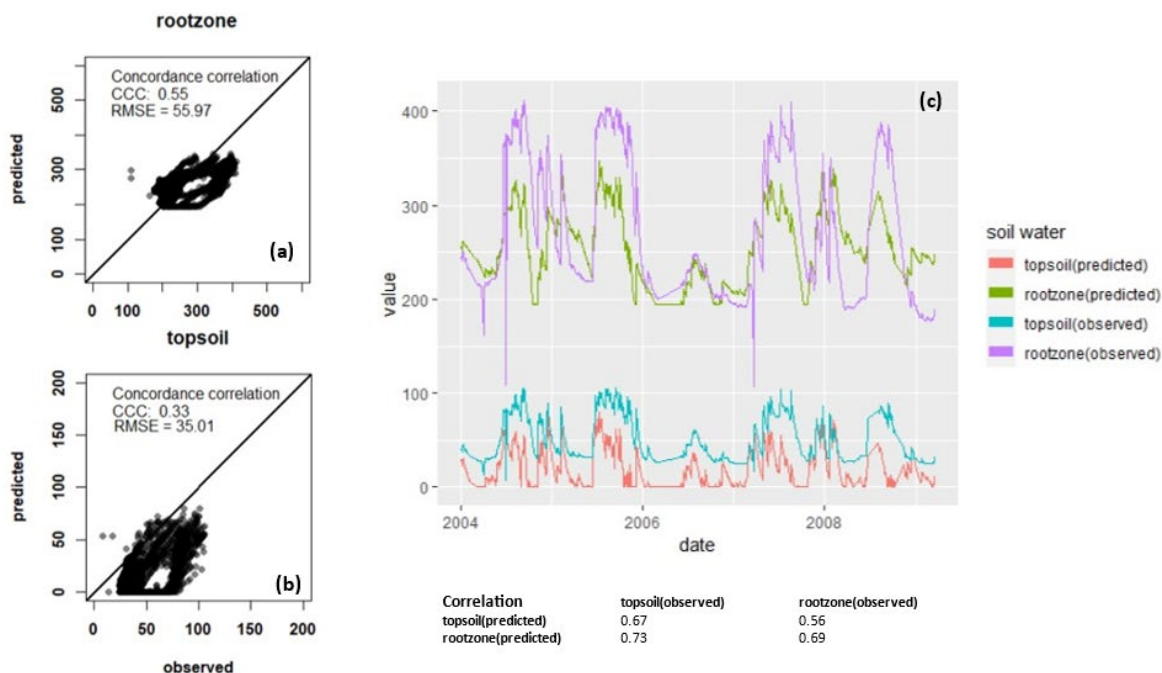 rootzone
Concordance correlation
CCC: 0.55
RMSE = 55.97
predicted
500
300
100
0
(a)
0 100 300 500
topsoil
Concordance correlation
CCC: 0.33
RMSE = 35.01
predicted
200
150
100
50
0
(b)
0 50 100 150 200
observed
(c)
value
400
300
200
100
0
2004 2006 2008
date
soil water
topsoil(predicted)
rootzone(predicted)
topsoil(observed)
rootzone(observed)
Correlation topsoil(observed) rootzone(observed)
topsoil(predicted) 0.67 0.56
rootzone(predicted) 0.73 0.69